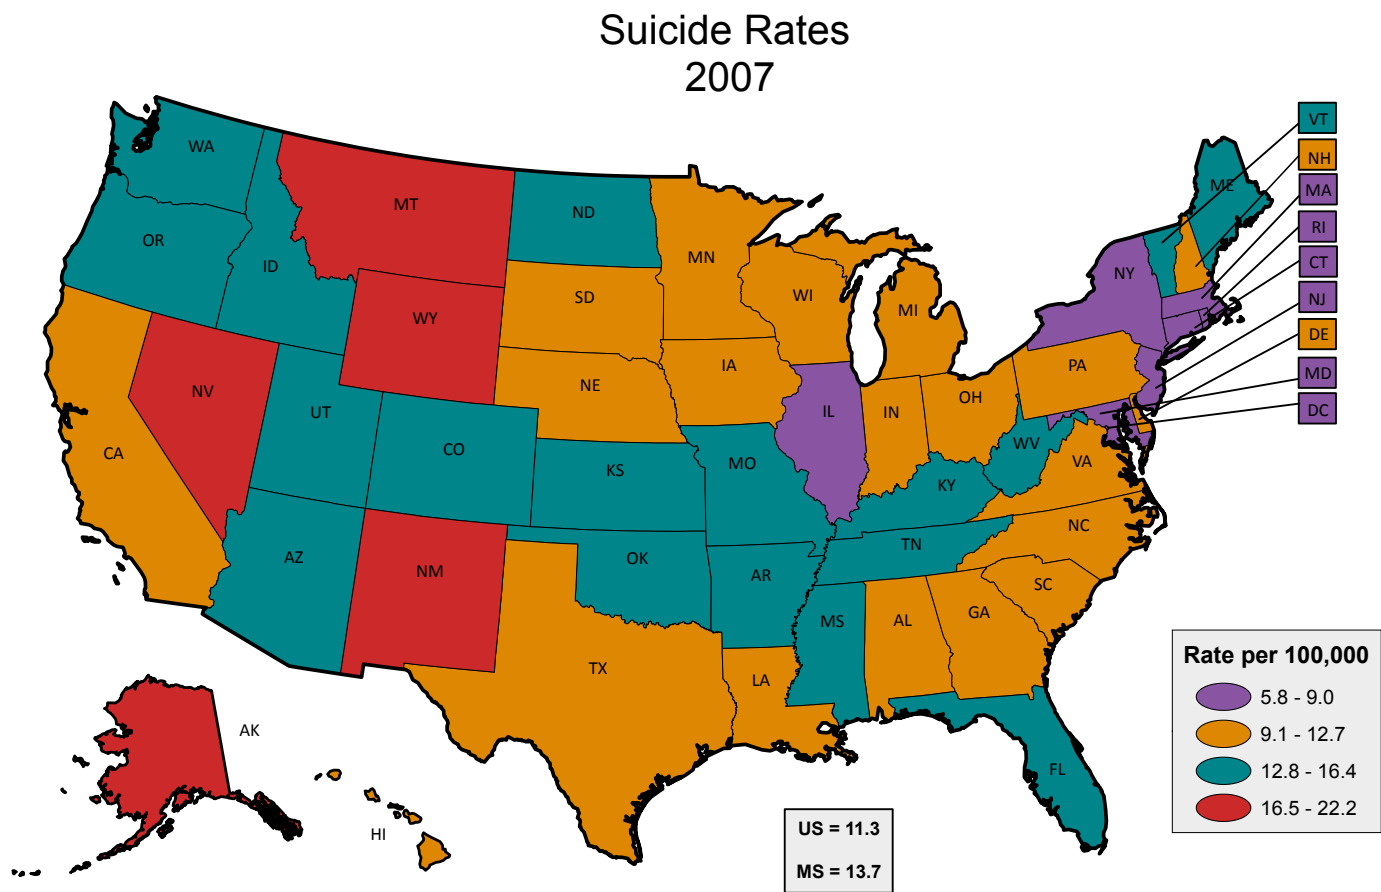 Suicide Rates
2007
VT
NH
MA
RI
CT
NJ
DE
MD
DC
WA
MT
ND
ME
OR
ID
MN
NY
SD
WI
MI
WY
NE
IA
PA
NV
UT
IL
IN
OH
CA
CO
KS
MO
WV
VA
KY
AZ
NM
OK
AR
TN
NC
SC
MS
AL
GA
TX
LA
AK
HI
FL
Rate per 100,000
5.8 - 9.0
9.1 - 12.7
12.8 - 16.4
16.5 - 22.2
US = 11.3
MS = 13.7